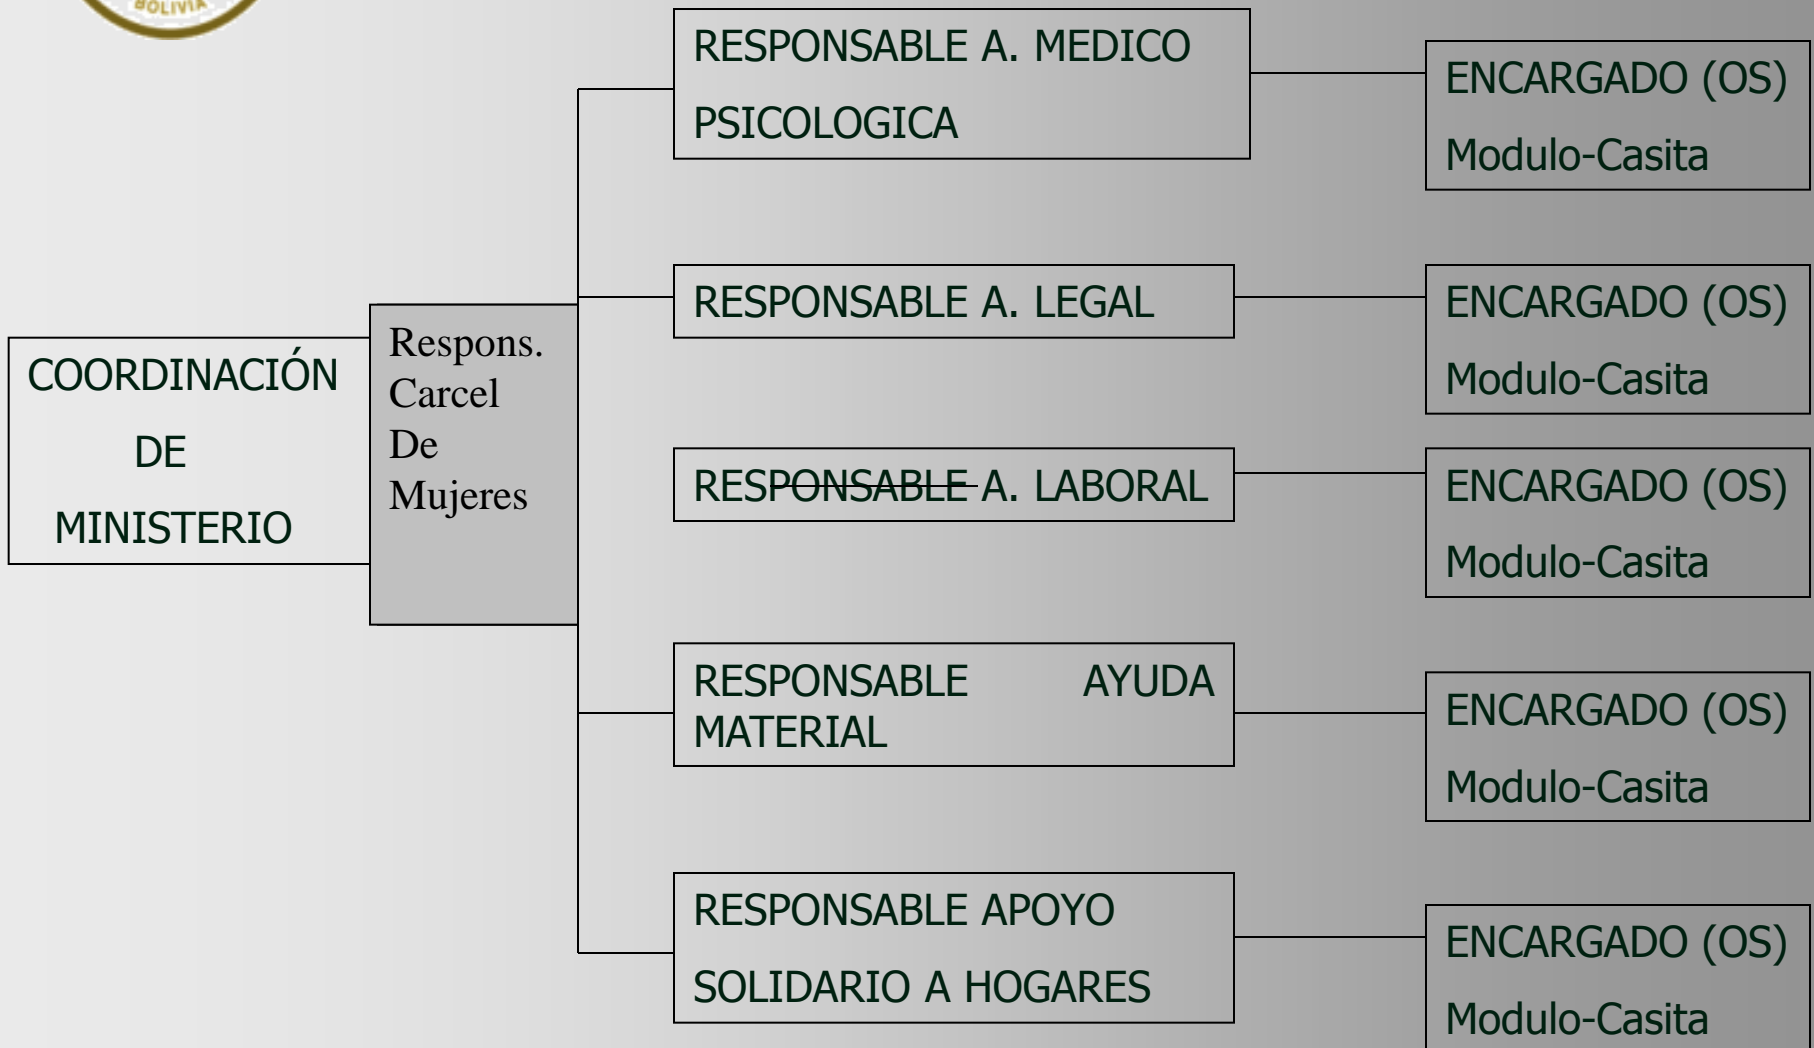 BOLIVIA
COORDINACIÓN
DE
MINISTERIO
Respons.
Carcel
De
Mujeres
RESPONSABLE A. MEDICO
PSICOLOGICA
ENCARGADO (OS)
Modulo-Casita
RESPONSABLE A. LEGAL
ENCARGADO (OS)
Modulo-Casita
RESPONSABLE A. LABORAL
ENCARGADO (OS)
Modulo-Casita
RESPONSABLE AYUDA
MATERIAL
ENCARGADO (OS)
Modulo-Casita
RESPONSABLE APOYO
SOLIDARIO A HOGARES
ENCARGADO (OS)
Modulo-Casita